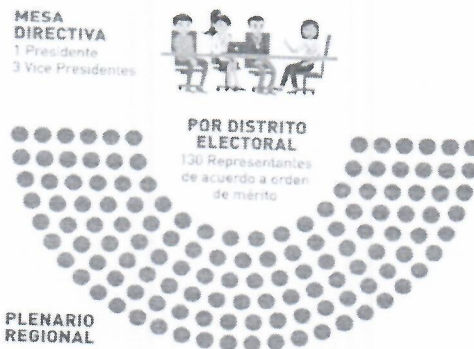 MESA
DIRECTIVA
1 Presidente
3 Vice Presidentes
POR DISTRITO
ELECTORAL
130 Representantes
de acuerdo a orden
de mérito
PLENARIO
REGIONAL